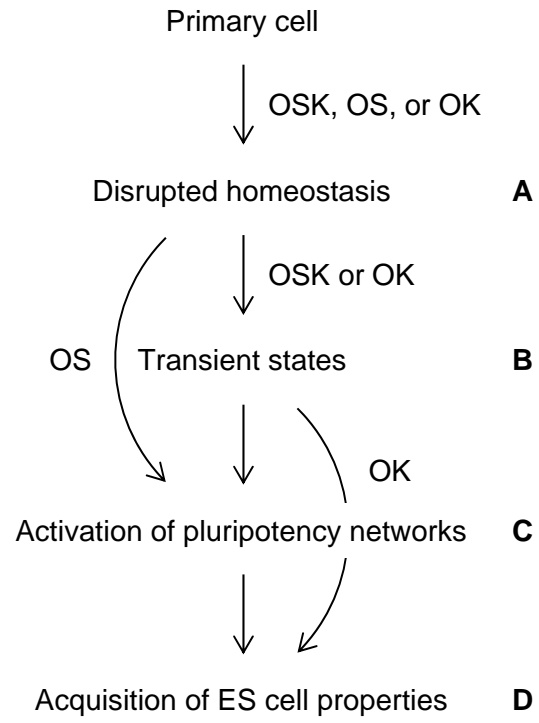 Primary cell
OSK, OS, or OK
Disrupted homeostasis A
OSK or OK
OS Transient states B
OK
Activation of pluripotency networks C
Acquisition of ES cell properties D